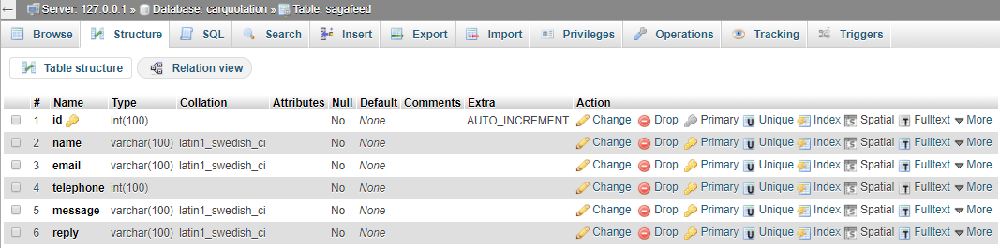 ← Server: 127.0.0.1 » Database: carquotation » Table: sagafeed
Browse Structure SQL Search Insert Export Import Privileges Operations Tracking Triggers
Table structure Relation view
# Name Type Collation Attributes Null Default Comments Extra Action
1 id int(100) No None AUTO_INCREMENT Change Drop Primary Unique Index Spatial Fulltext More
2 name varchar(100) latin1_swedish_ci No None Change Drop Primary Unique Index Spatial Fulltext More
3 email varchar(100) latin1_swedish_ci No None Change Drop Primary Unique Index Spatial Fulltext More
4 telephone int(100) No None Change Drop Primary Unique Index Spatial Fulltext More
5 message varchar(100) latin1_swedish_ci No None Change Drop Primary Unique Index Spatial Fulltext More
6 reply varchar(100) latin1_swedish_ci No None Change Drop Primary Unique Index Spatial Fulltext More